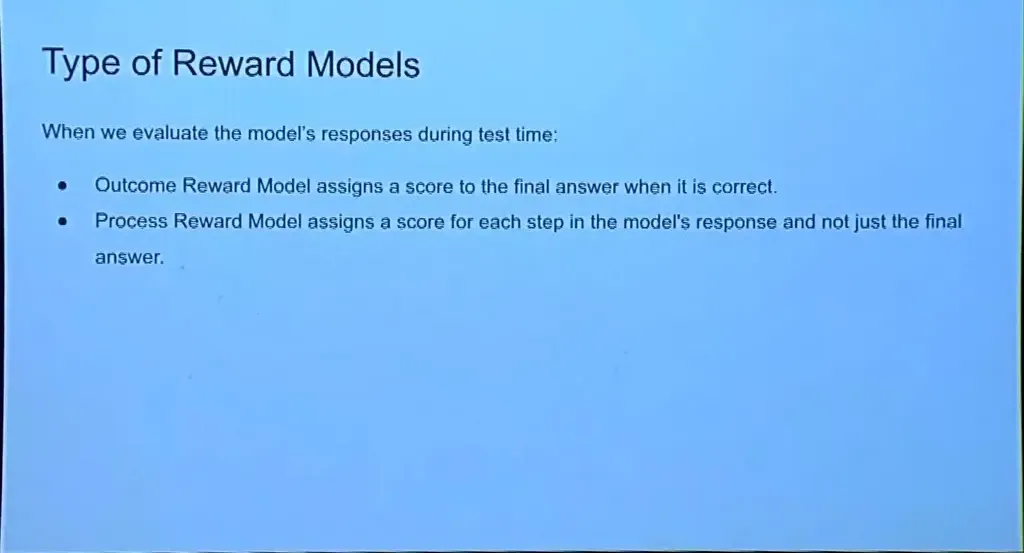 Type of Reward Models
When we evaluate the model's responses during test time:
● Outcome Reward Model assigns a score to the final answer when it is correct.
● Process Reward Model assigns a score for each step in the model's response and not just the final
answer.